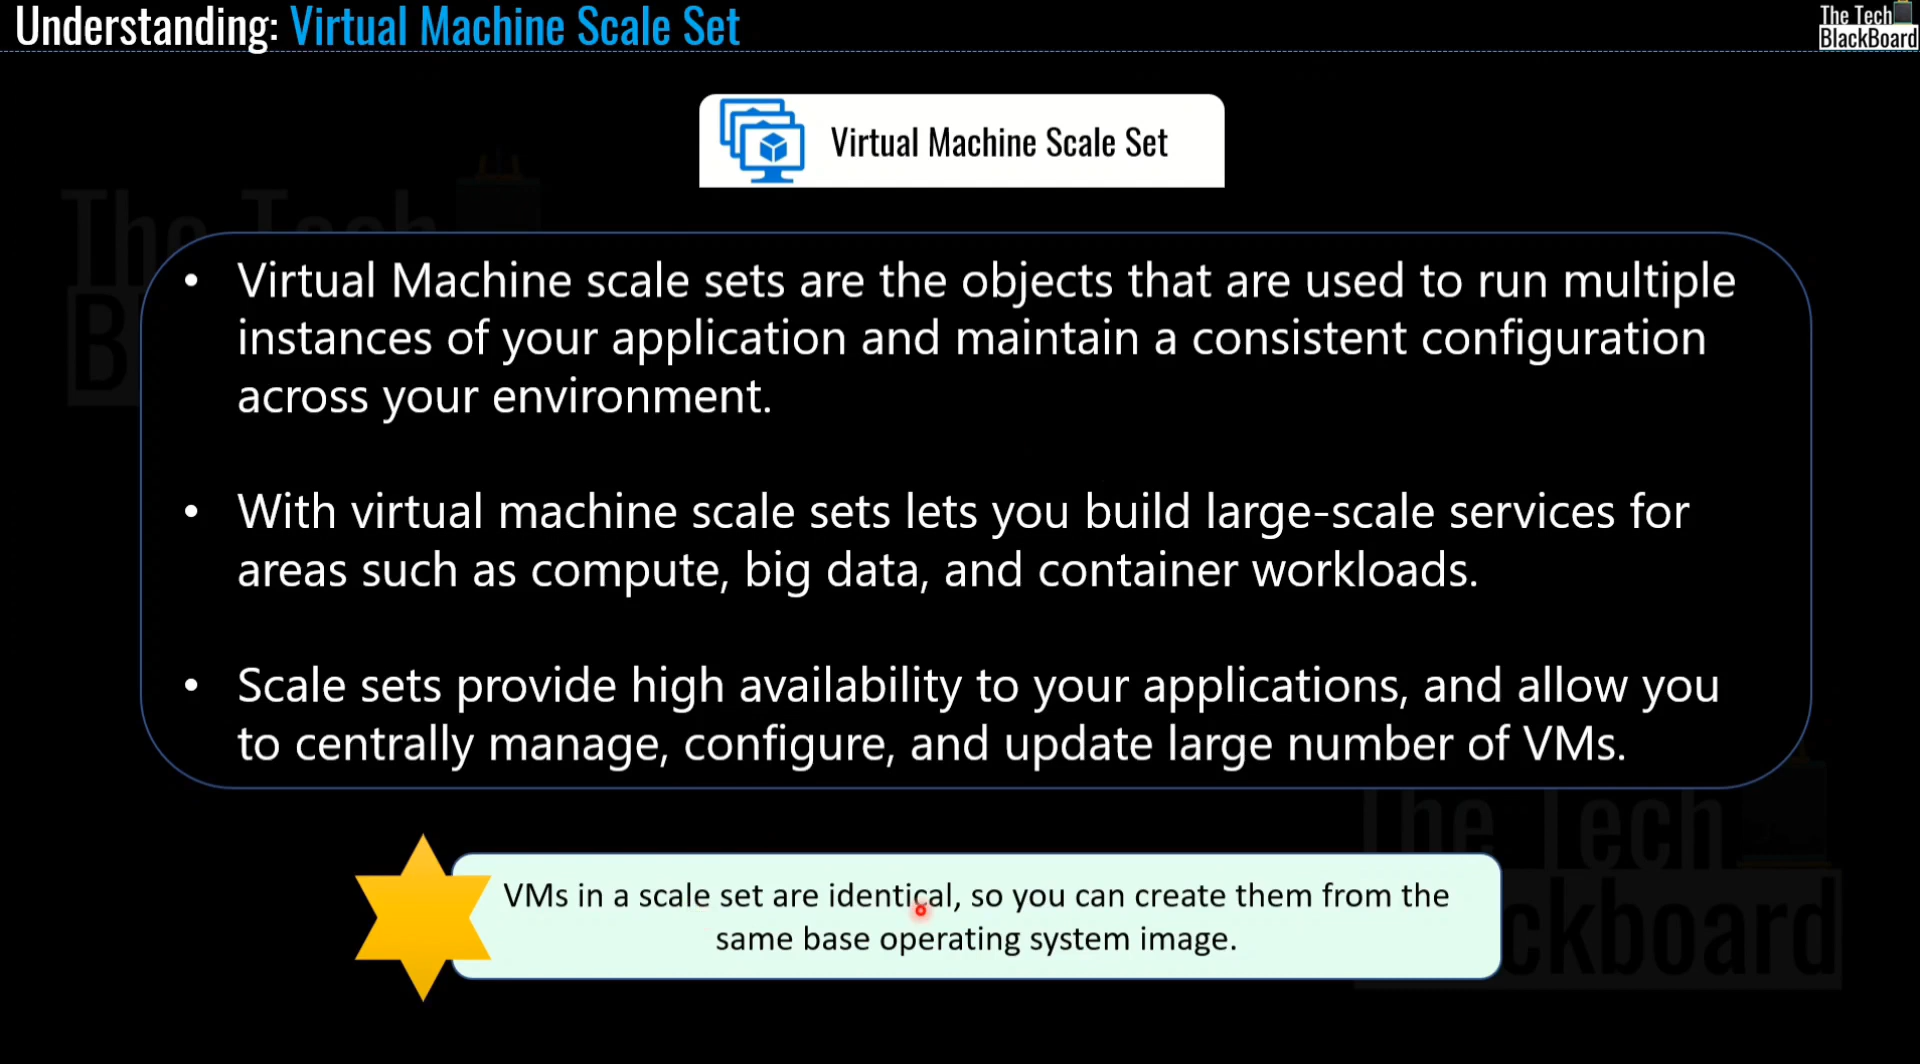 Understanding: Virtual Machine Scale Set
The Tech
BlackBoard
Virtual Machine Scale Set
• Virtual Machine scale sets are the objects that are used to run multiple
instances of your application and maintain a consistent configuration
across your environment.
• With virtual machine scale sets lets you build large-scale services for
areas such as compute, big data, and container workloads.
• Scale sets provide high availability to your applications, and allow you
to centrally manage, configure, and update large number of VMs.
The Tech
ckboard
VMs in a scale set are identical, so you can create them from the
same base operating system image.